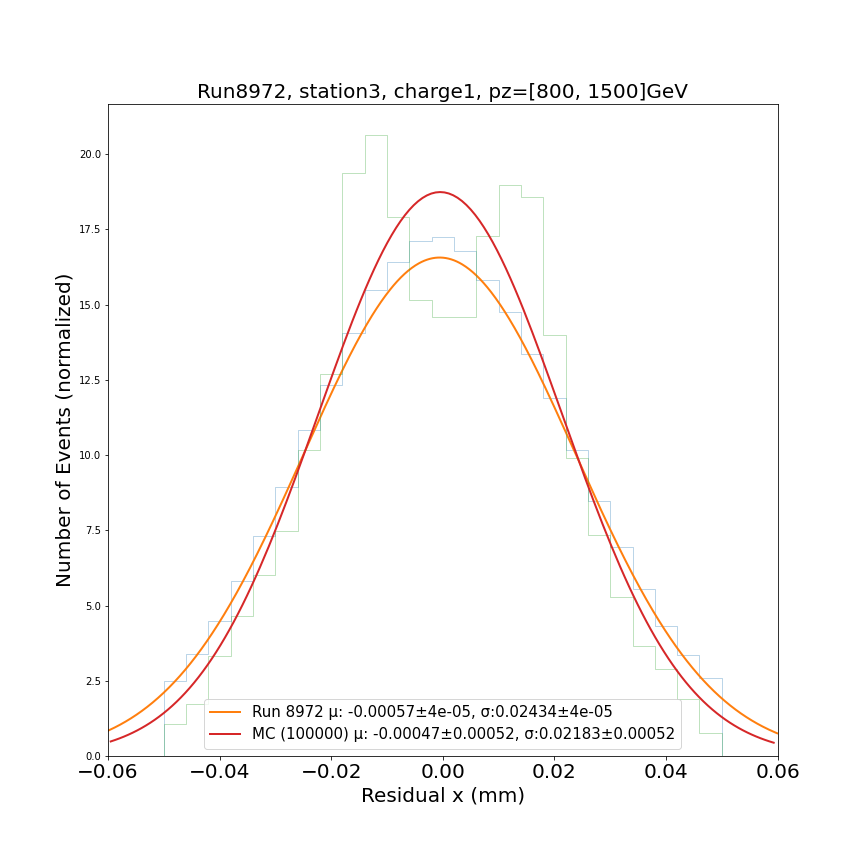 Run8972, station3, charge1, pz=[800, 1500]GeV
Number of Events (normalized)
20.0
17.5
15.0
12.5
10.0
7.5
5.0
2.5
0.0
Run 8972 μ: -0.00057±4e-05, σ:0.02434±4e-05
MC (100000) μ: -0.00047±0.00052, σ:0.02183±0.00052
−0.06 −0.04 −0.02 0.00 0.02 0.04 0.06
Residual x (mm)